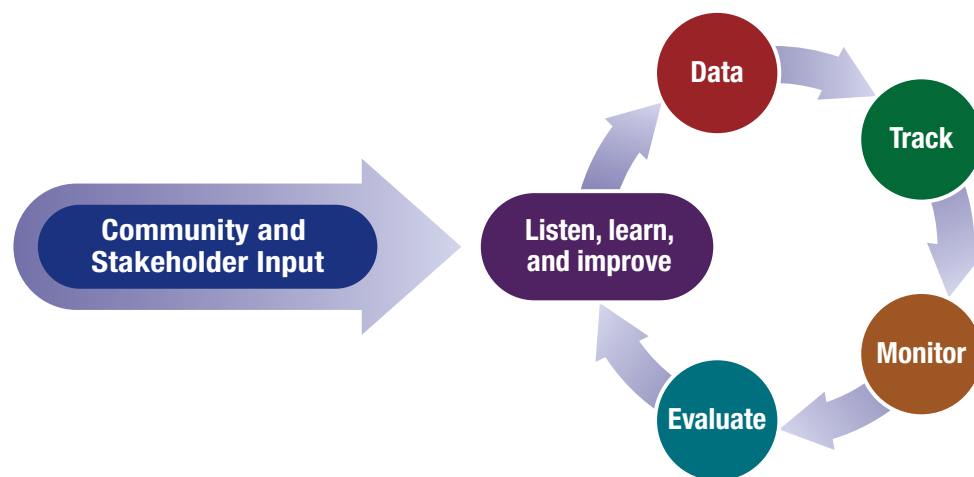 Community and
Stakeholder Input
Listen, learn,
and improve
Data
Track
Monitor
Evaluate